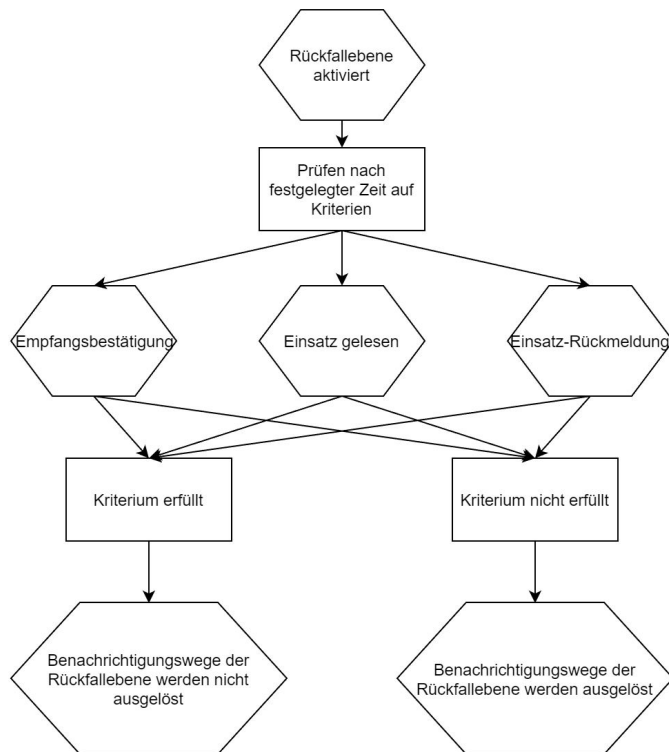 Rückfallebene
aktiviert
Prüfen nach
festgelegter Zeit auf
Kriterien
Empfangsbestätigung
Einsatz gelesen
Einsatz-Rückmeldung
Kriterium erfüllt
Kriterium nicht erfüllt
Benachrichtigungswege der
Rückfallebene werden nicht
ausgelöst
Benachrichtigungswege der
Rückfallebene werden ausgelöst